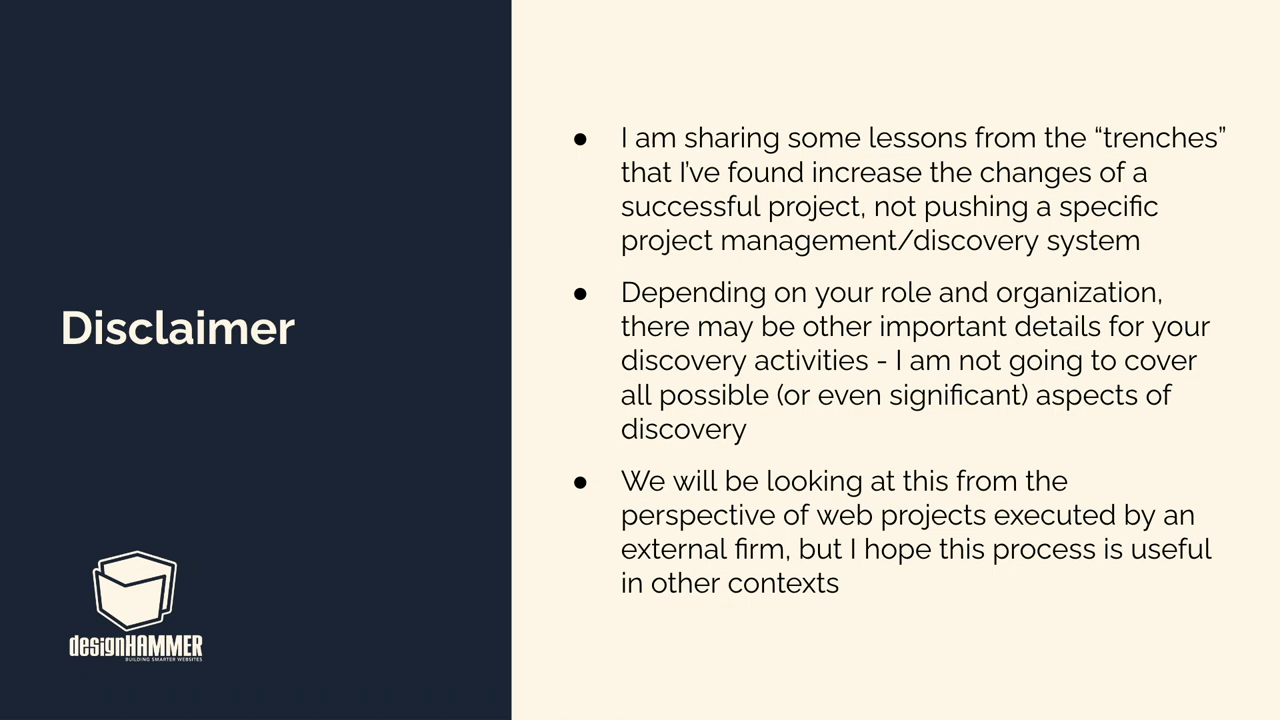 Disclaimer
designHAMMER
BUILDING SMARTER WEBSITES
● I am sharing some lessons from the “trenches”
that I’ve found increase the changes of a
successful project, not pushing a specific
project management/discovery system
● Depending on your role and organization,
there may be other important details for your
discovery activities - I am not going to cover
all possible (or even significant) aspects of
discovery
● We will be looking at this from the
perspective of web projects executed by an
external firm, but I hope this process is useful
in other contexts